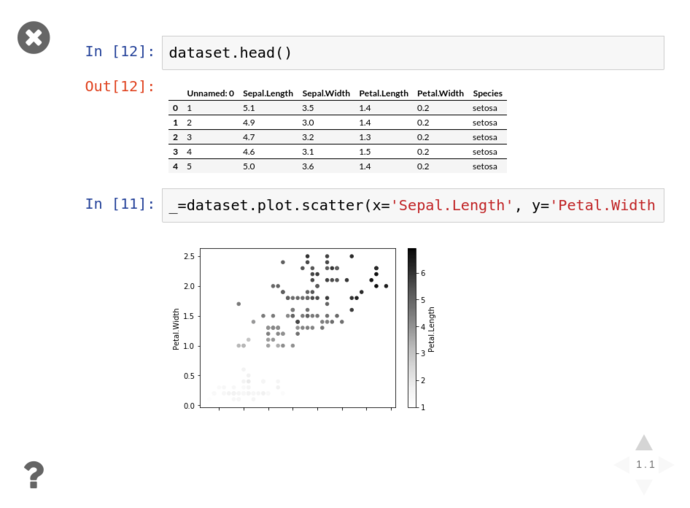 In [12]: dataset.head()
Out[12]:
Unnamed: 0 Sepal.Length Sepal.Width Petal.Length Petal.Width Species
0 1 5.1 3.5 1.4 0.2 setosa
1 2 4.9 3.0 1.4 0.2 setosa
2 3 4.7 3.2 1.3 0.2 setosa
3 4 4.6 3.1 1.5 0.2 setosa
4 5 5.0 3.6 1.4 0.2 setosa
In [11]: _=dataset.plot.scatter(x='Sepal.Length', y='Petal.Width
2.5
2.0
1.5
1.0
0.5
0.0
Petal.Width
6
5
4
3
2
1
Petal.Length
?
1.1